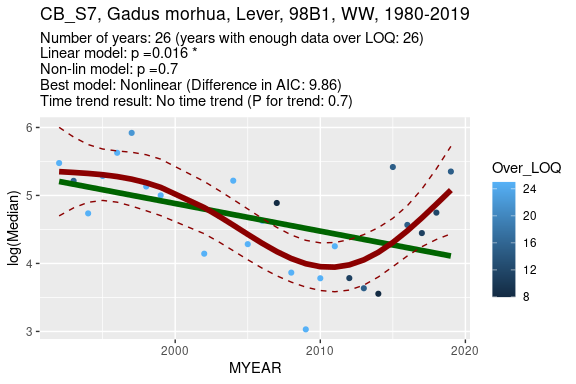 CB_S7, Gadus morhua, Lever, 98B1, WW, 1980-2019
Number of years: 26 (years with enough data over LOQ: 26)
Linear model: p =0.016 *
Non-lin model: p =0.7
Best model: Nonlinear (Difference in AIC: 9.86)
Time trend result: No time trend (P for trend: 0.7)
6
5
4
3
log(Median)
2000
2010
2020
MYEAR
Over_LOQ
24
20
16
12
8